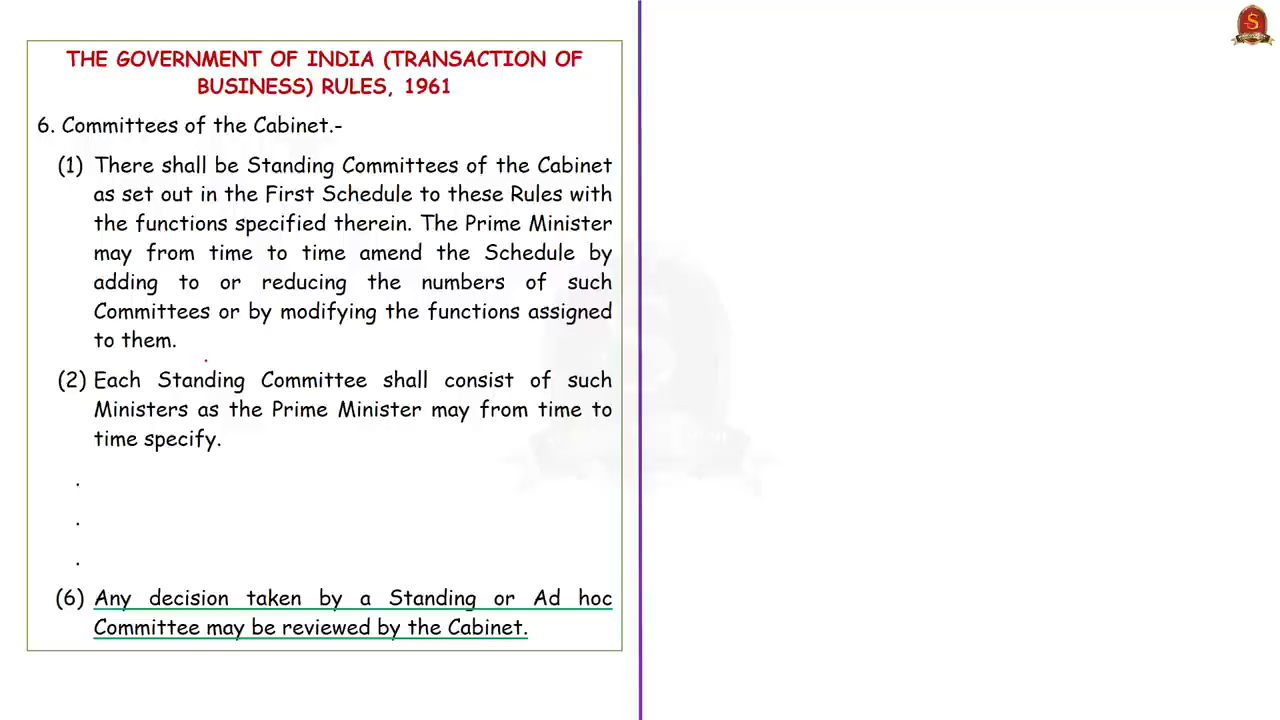 THE GOVERNMENT OF INDIA (TRANSACTION OF
BUSINESS) RULES, 1961
6. Committees of the Cabinet.-
(1) There shall be Standing Committees of the Cabinet
as set out in the First Schedule to these Rules with
the functions specified therein. The Prime Minister
may from time to time amend the Schedule by
adding to or reducing the numbers of such
Committees or by modifying the functions assigned
to them.
(2) Each Standing Committee shall consist of such
Ministers as the Prime Minister may from time to
time specify.
.
.
.
(6) Any decision taken by a Standing or Ad hoc
Committee may be reviewed by the Cabinet.